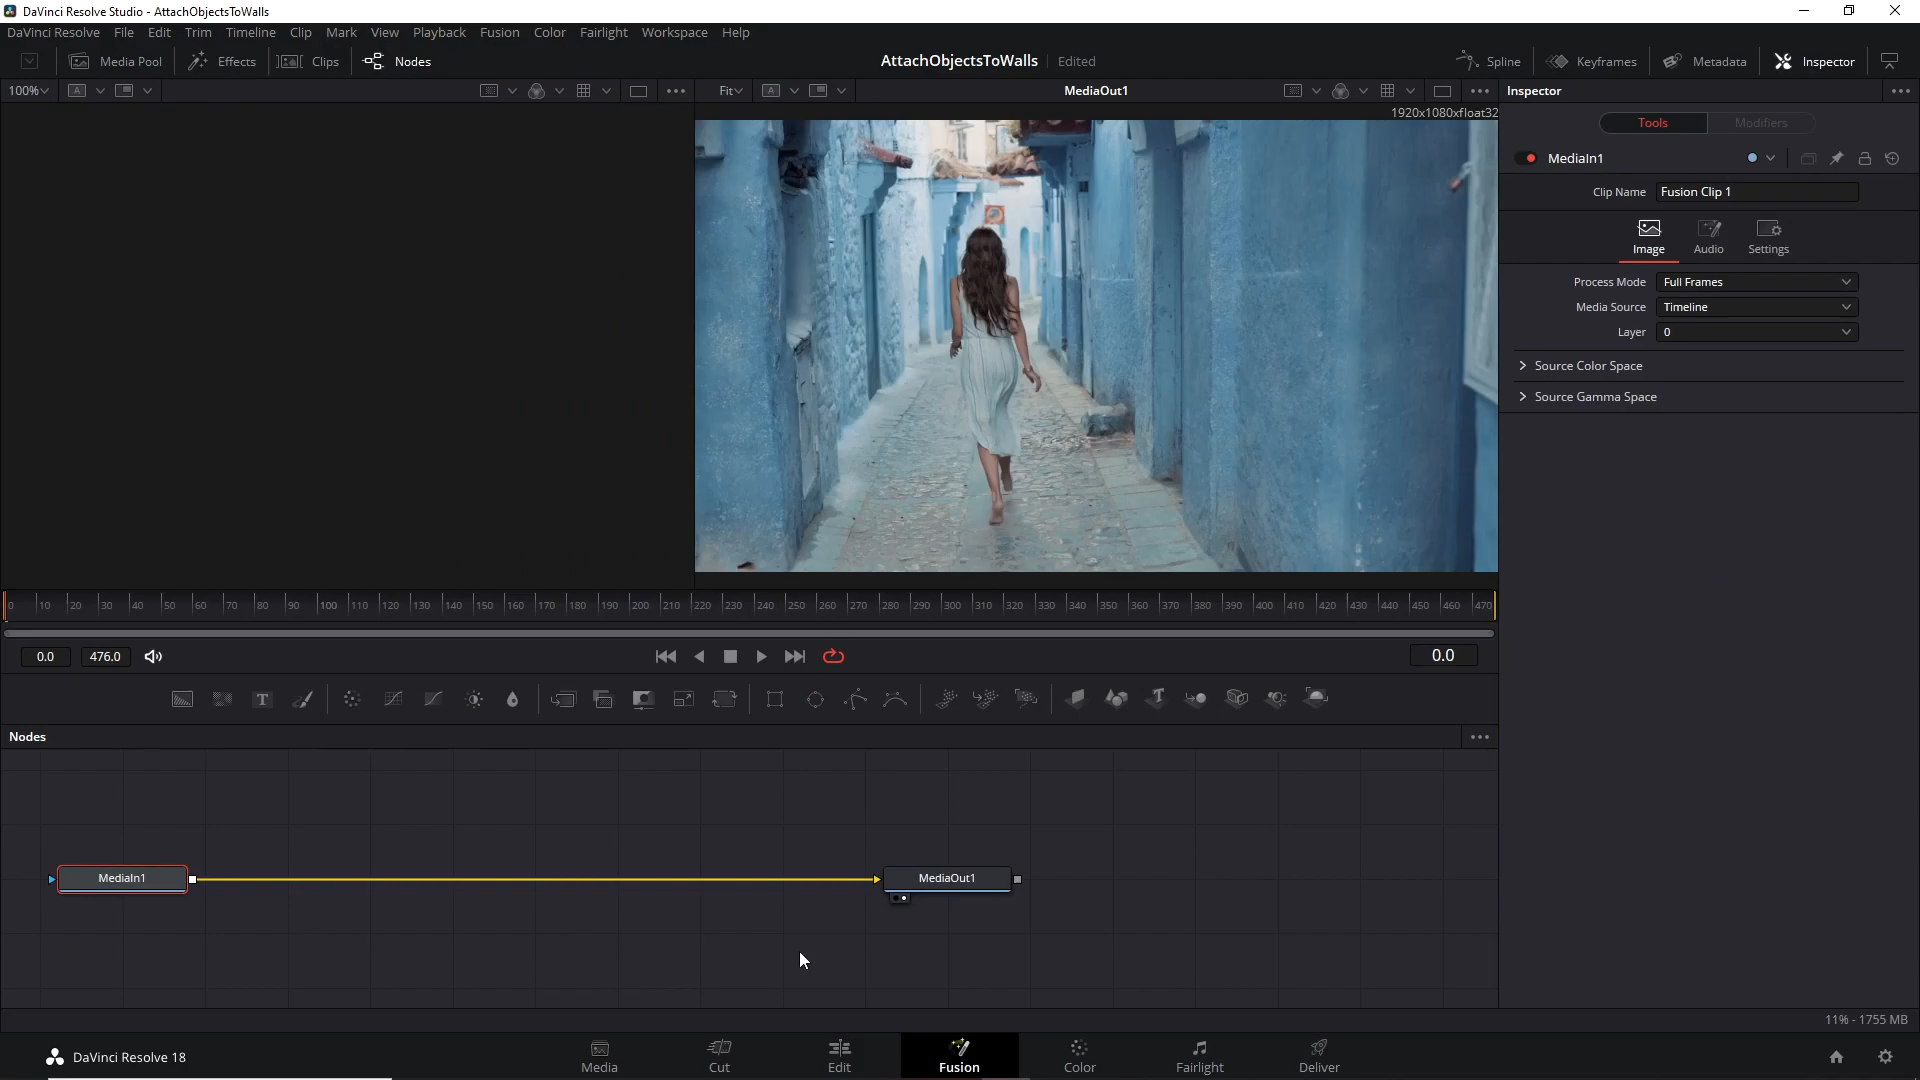 DaVinci Resolve Studio - AttachObjectsToWalls
DaVinci Resolve File Edit Trim Timeline Clip Mark View Playback Fusion Color Fairlight Workspace Help
Media Pool Effects Clips Nodes AttachObjectsToWalls Edited Spline Keyframes Metadata Inspector
100% A Fit A MediaOut1 Inspector
1920x1080xfloat32
Tools Modifiers
MediaIn1
Clip Name Fusion Clip 1
Image Audio Settings
Process Mode Full Frames
Media Source Timeline
Layer 0
Source Color Space
Source Gamma Space
0 10 20 30 40 50 60 70 80 90 100 110 120 130 140 150 160 170 180 190 200 210 220 230 240 250 260 270 280 290 300 310 320 330 340 350 360 370 380 390 400 410 420 430 440 450 460 470
0.0 476.0 0.0
T T
Nodes
MediaIn1 MediaOut1
11% - 1755 MB
DaVinci Resolve 18 Media Cut Edit Fusion Color Fairlight Deliver